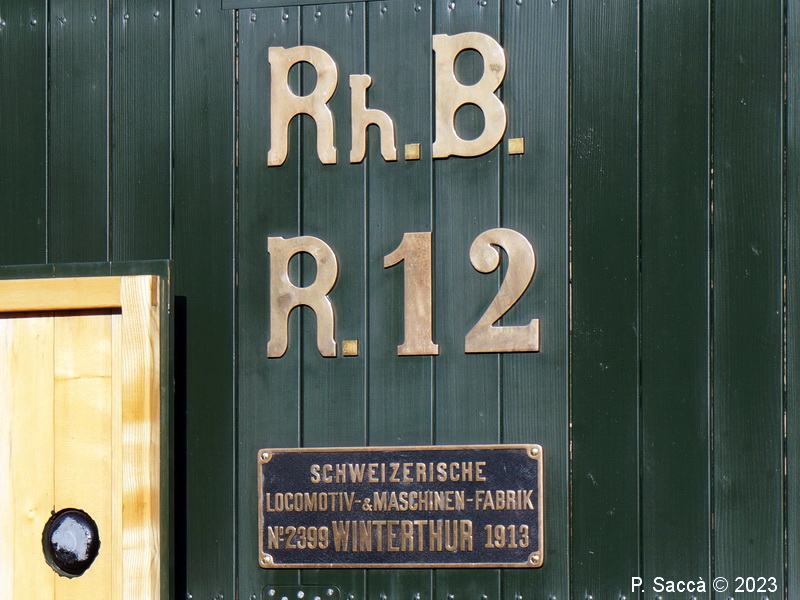 Rh.B.
R.12
SCHWEIZERISCHE
LOCOMOTIV-&MASCHINEN-FABRIK
Nº2399 WINTERTHUR 1913
P. Saccà © 2023